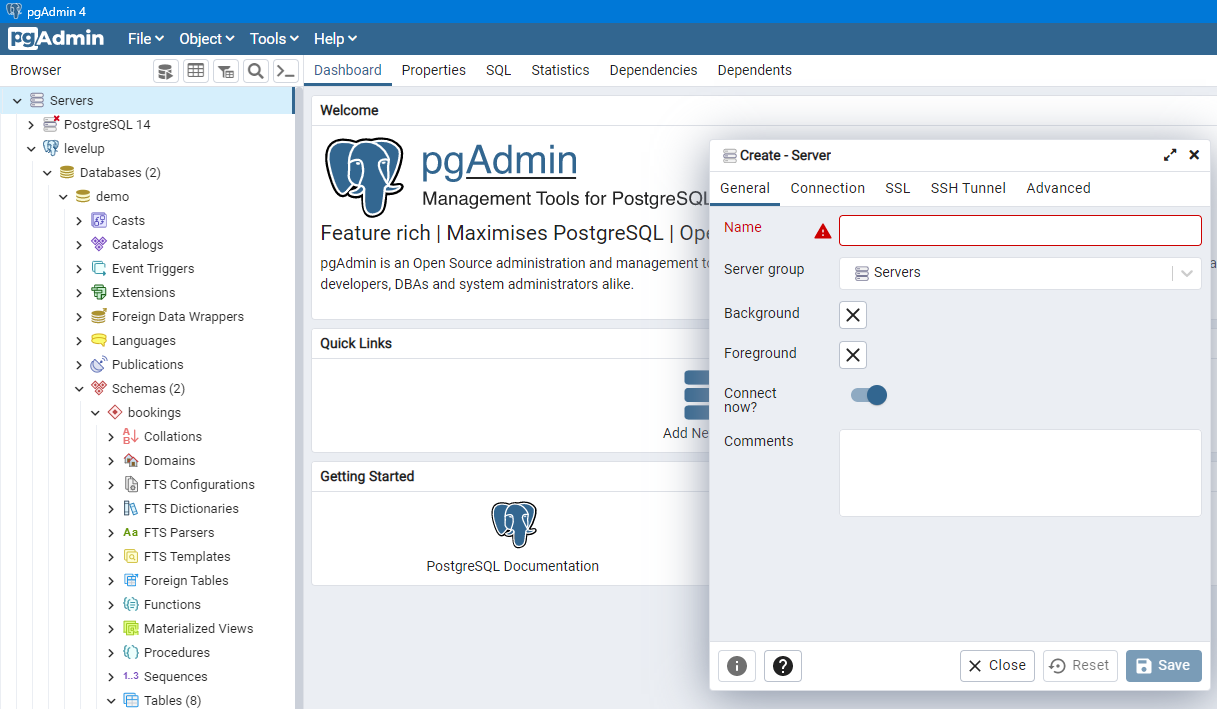 pgAdmin 4
pgAdmin File Object Tools Help
Browser
Dashboard Properties SQL Statistics Dependencies Dependents
Servers
PostgreSQL 14
levelup
Databases (2)
demo
Casts
Catalogs
Event Triggers
Extensions
Foreign Data Wrappers
Languages
Publications
Schemas (2)
bookings
Collations
Domains
FTS Configurations
FTS Dictionaries
Aa FTS Parsers
FTS Templates
Foreign Tables
Functions
Materialized Views
Procedures
1..3 Sequences
Tables (8)
Welcome
pgAdmin
Management Tools for PostgreSQL
Feature rich | Maximises PostgreSQL | Ope
pgAdmin is an Open Source administration and management to
developers, DBAs and system administrators alike.
Quick Links
Add Ne
Getting Started
PostgreSQL Documentation
Create - Server
General Connection SSL SSH Tunnel Advanced
Name
Server group Servers
Background
Foreground
Connect
now?
Comments
Close Reset Save